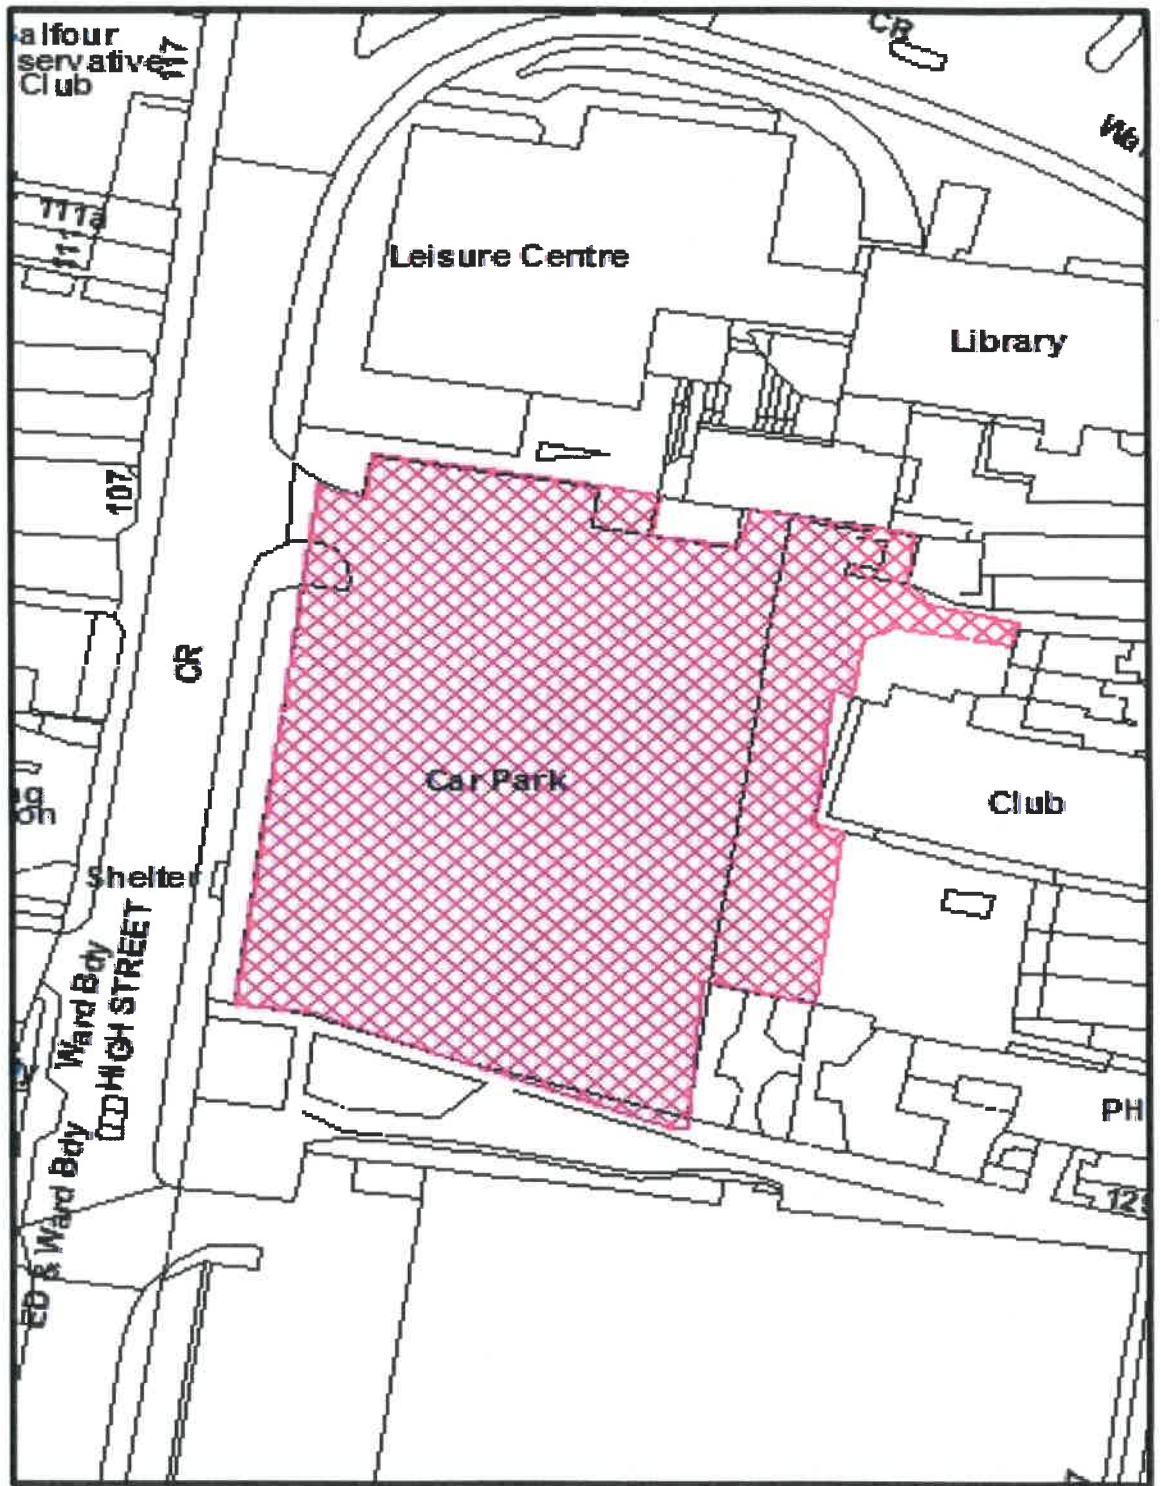 alfour
servative
Club
117
CR
111a
111
Leisure Centre
Library
107
CR
Car Park
Club
on
Shelter
HIGH STREET
Ward Bdy
PH
ED & Ward Bdy